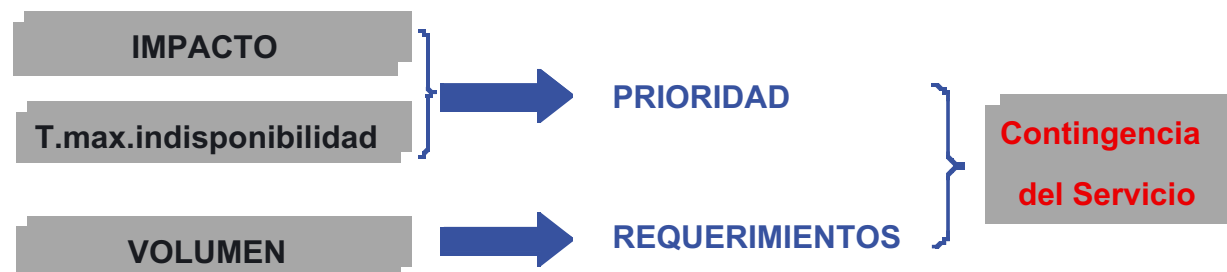 IMPACTO
T.max.indisponibilidad
PRIORIDAD
VOLUMEN
REQUERIMIENTOS
Contingencia
del Servicio